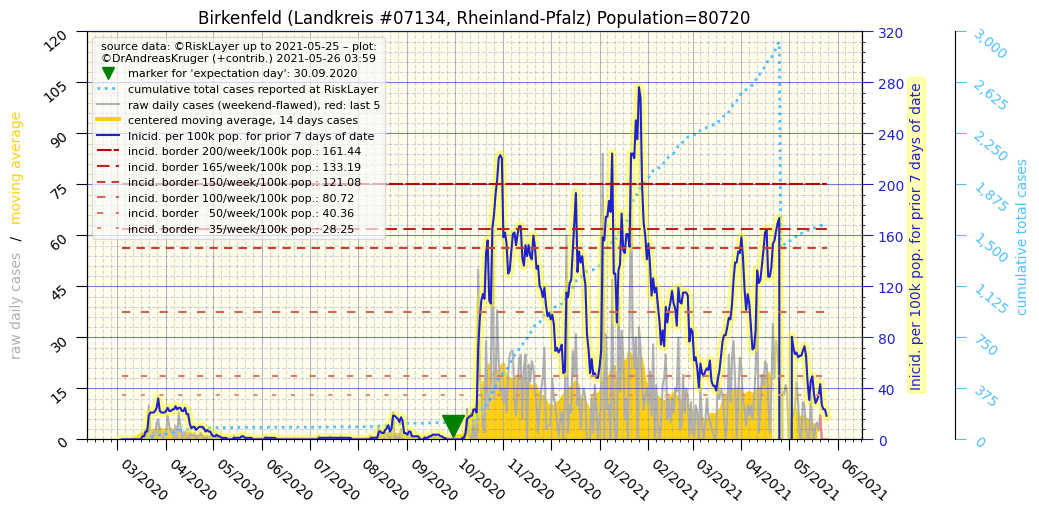 Birkenfeld (Landkreis #07134, Rheinland-Pfalz) Population=80720
source data: ©RiskLayer up to 2021-05-25 – plot:
©DrAndreasKruger (+contrib.) 2021-05-26 03:59
marker for 'expectation day': 30.09.2020
cumulative total cases reported at RiskLayer
raw daily cases (weekend-flawed), red: last 5
centered moving average, 14 days cases
Inicid. per 100k pop. for prior 7 days of date
incid. border 200/week/100k pop.: 161.44
incid. border 165/week/100k pop.: 133.19
incid. border 150/week/100k pop.: 121.08
incid. border 100/week/100k pop.: 80.72
incid. border   50/week/100k pop.: 40.36
incid. border   35/week/100k pop.: 28.25
raw daily cases / moving average
120
105
90
75
60
45
30
15
0
03/2020
04/2020
05/2020
06/2020
07/2020
08/2020
09/2020
10/2020
11/2020
12/2020
01/2021
02/2021
03/2021
04/2021
05/2021
06/2021
320
280
240
200
160
120
80
40
0
Inicid. per 100k pop. for prior 7 days of date
3,000
2,625
2,250
1,875
1,500
1,125
750
375
0
cumulative total cases